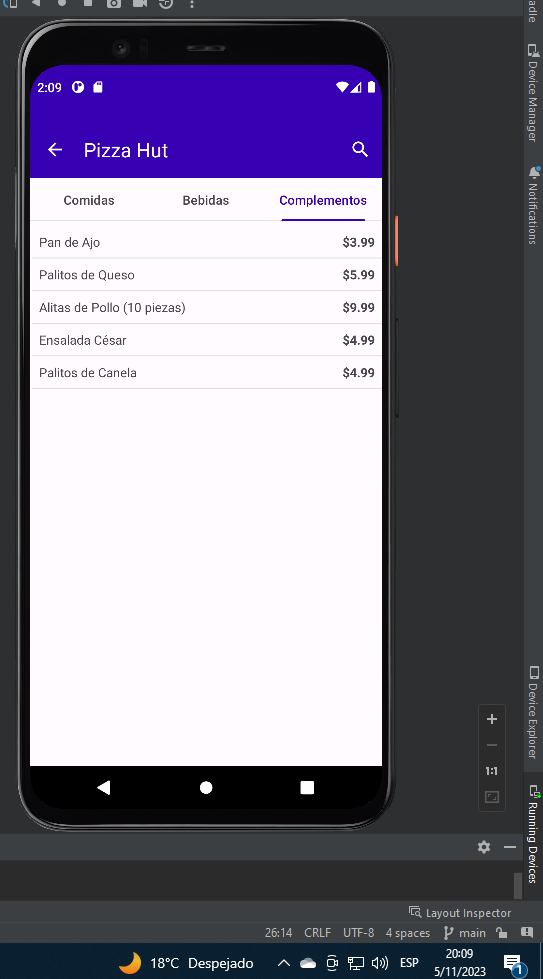 adle
Device Manager
Notifications
2:09
Pizza Hut
Comidas Bebidas Complementos
Pan de Ajo $3.99
Palitos de Queso $5.99
Alitas de Pollo (10 piezas) $9.99
Ensalada César $4.99
Palitos de Canela $4.99
Device Explorer
1:1
Running Devices
Layout Inspector
26:14 CRLF UTF-8 4 spaces main
18°C Despejado ESP 20:09
5/11/2023 1